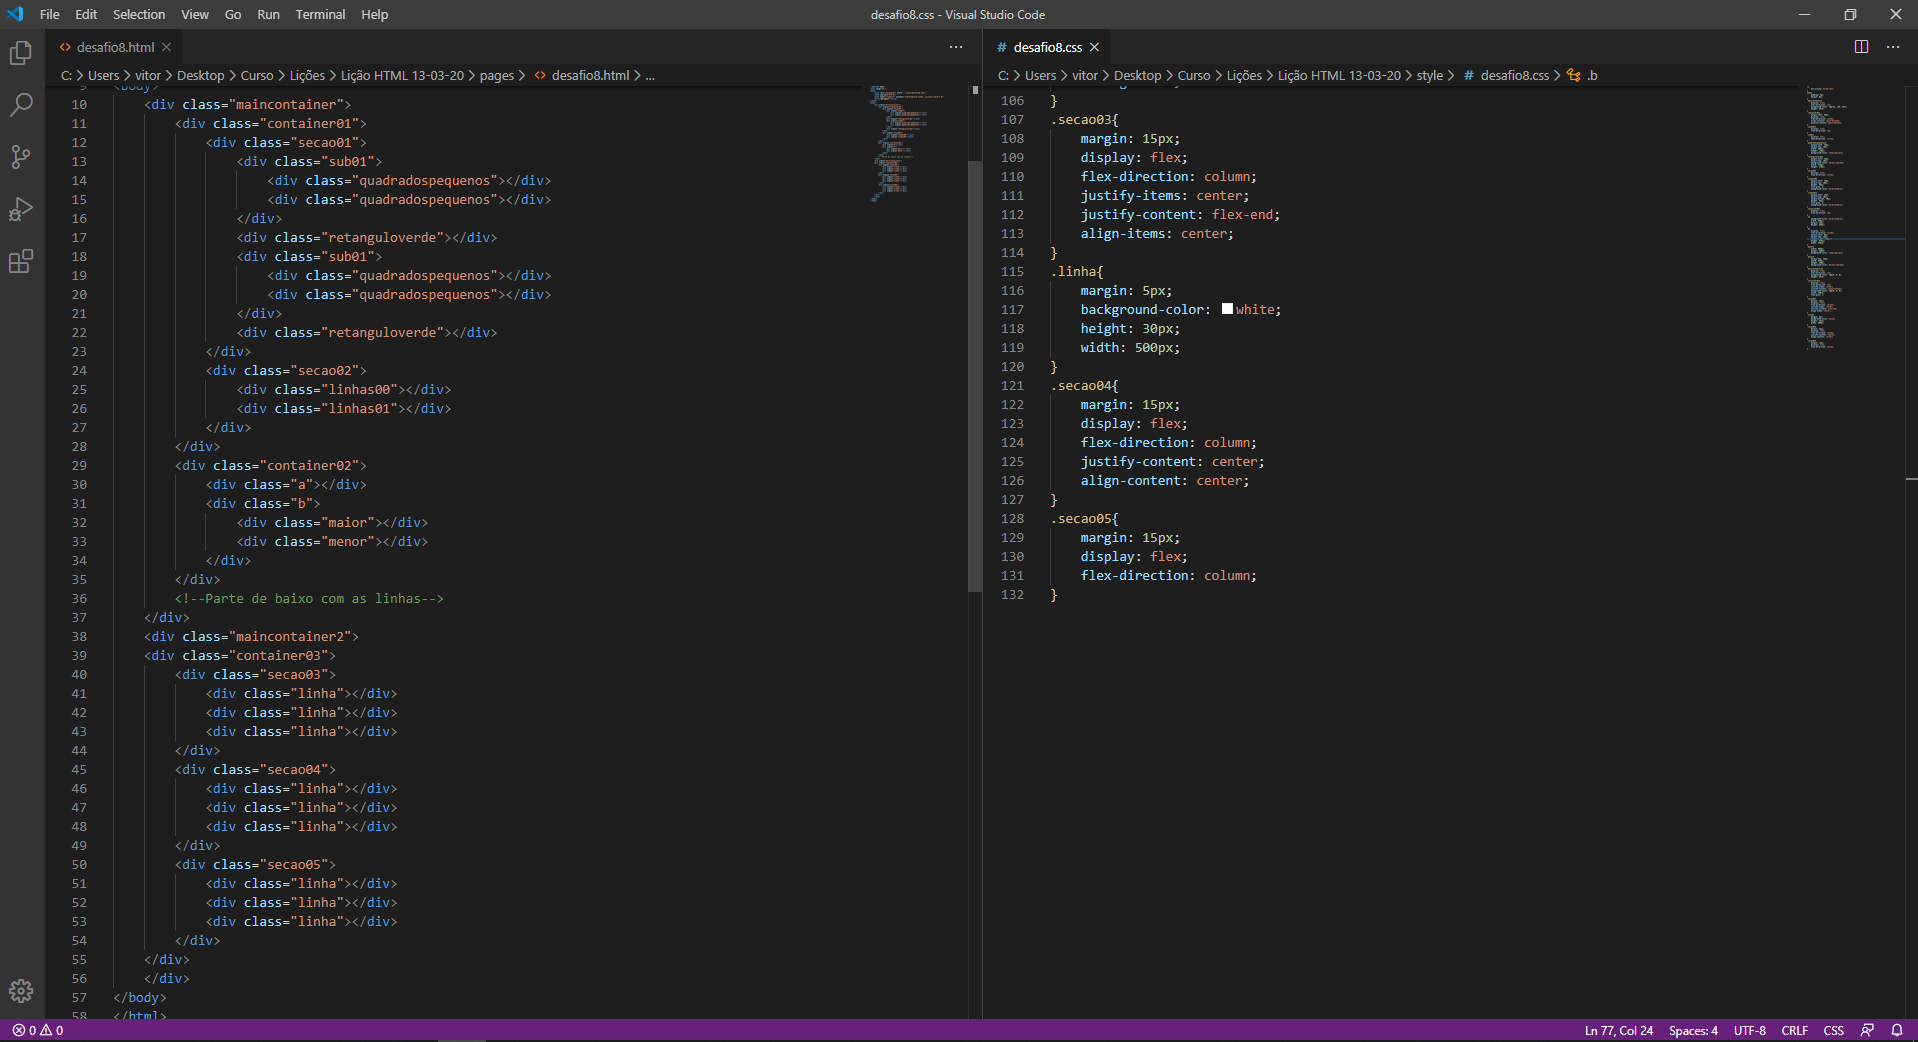 File Edit Selection View Go Run Terminal Help
desafio8.css - Visual Studio Code
desafio8.html
C: > Users > vitor > Desktop > Curso > Lições > Lição HTML 13-03-20 > pages > desafio8.html > ...
9 <body>
10 <div class="maincontainer">
11 <div class="container01">
12 <div class="secao01">
13 <div class="sub01">
14 <div class="quadradospequenos"></div>
15 <div class="quadradospequenos"></div>
16 </div>
17 <div class="retanguloverde"></div>
18 <div class="sub01">
19 <div class="quadradospequenos"></div>
20 <div class="quadradospequenos"></div>
21 </div>
22 <div class="retanguloverde"></div>
23 </div>
24 <div class="secao02">
25 <div class="linhas00"></div>
26 <div class="linhas01"></div>
27 </div>
28 </div>
29 <div class="container02">
30 <div class="a"></div>
31 <div class="b">
32 <div class="maior"></div>
33 <div class="menor"></div>
34 </div>
35 </div>
36 <!--Parte de baixo com as linhas-->
37 </div>
38 <div class="maincontainer2">
39 <div class="container03">
40 <div class="secao03">
41 <div class="linha"></div>
42 <div class="linha"></div>
43 <div class="linha"></div>
44 </div>
45 <div class="secao04">
46 <div class="linha"></div>
47 <div class="linha"></div>
48 <div class="linha"></div>
49 </div>
50 <div class="secao05">
51 <div class="linha"></div>
52 <div class="linha"></div>
53 <div class="linha"></div>
54 </div>
55 </div>
56 </div>
57 </body>
58 </html>
# desafio8.css
C: > Users > vitor > Desktop > Curso > Lições > Lição HTML 13-03-20 > style > # desafio8.css > .b
106 }
107 .secao03{
108 margin: 15px;
109 display: flex;
110 flex-direction: column;
111 justify-items: center;
112 justify-content: flex-end;
113 align-items: center;
114 }
115 .linha{
116 margin: 5px;
117 background-color: white;
118 height: 30px;
119 width: 500px;
120 }
121 .secao04{
122 margin: 15px;
123 display: flex;
124 flex-direction: column;
125 justify-content: center;
126 align-content: center;
127 }
128 .secao05{
129 margin: 15px;
130 display: flex;
131 flex-direction: column;
132 }
0 0
Ln 77, Col 24 Spaces: 4 UTF-8 CRLF CSS